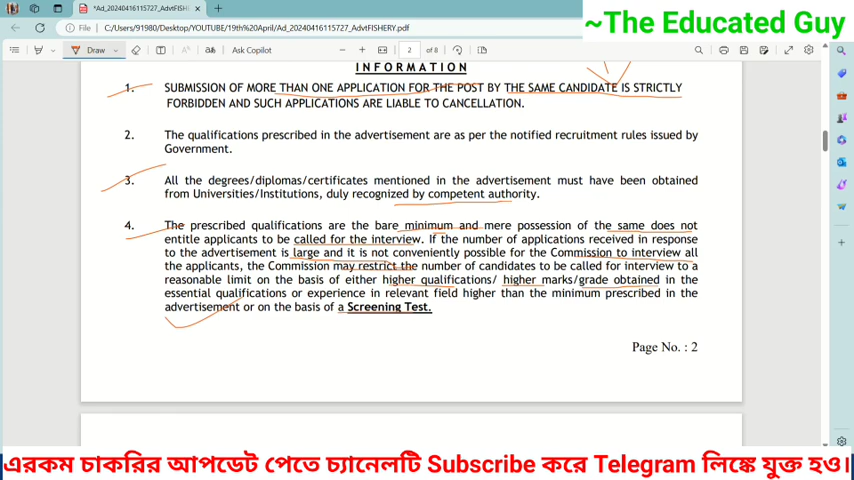 *Ad_20240416115727_AdvtFISHERY.
~The Educated Guy
File
C:/Users/91980/Desktop/YOUTUBE/19th%20April/Ad_20240416115727_AdvtFISHERY.pdf
Draw
Ask Copilot
2
of 8
INFORMATION
1. SUBMISSION OF MORE THAN ONE APPLICATION FOR THE POST BY THE SAME CANDIDATE IS STRICTLY
FORBIDDEN AND SUCH APPLICATIONS ARE LIABLE TO CANCELLATION.
2. The qualifications prescribed in the advertisement are as per the notified recruitment rules issued by
Government.
3. All the degrees/diplomas/certificates mentioned in the advertisement must have been obtained
from Universities/Institutions, duly recognized by competent authority.
4. The prescribed qualifications are the bare minimum and mere possession of the same does not
entitle applicants to be called for the interview. If the number of applications received in response
to the advertisement is large and it is not conveniently possible for the Commission to interview all
the applicants, the Commission may restrict the number of candidates to be called for interview to a
reasonable limit on the basis of either higher qualifications/ higher marks/grade obtained in the
essential qualifications or experience in relevant field higher than the minimum prescribed in the
advertisement or on the basis of a Screening Test.
Page No. : 2
এরকম চাকরির আপডেট পেতে চ্যানেলটি Subscribe করে Telegram লিঙ্কে যুক্ত হও।